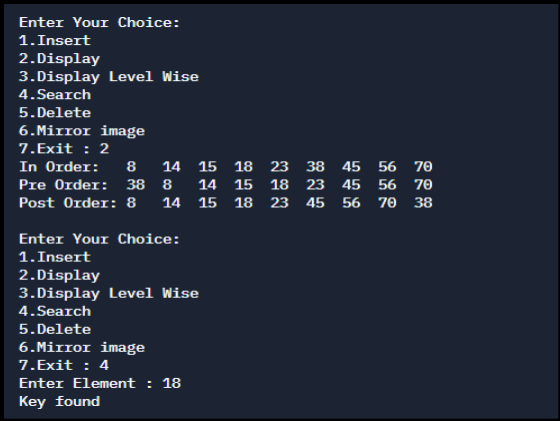 Enter Your Choice:
1.Insert
2.Display
3.Display Level Wise
4.Search
5.Delete
6.Mirror image
7.Exit : 2
In Order: 8 14 15 18 23 38 45 56 70
Pre Order: 38 8 14 15 18 23 45 56 70
Post Order: 8 14 15 18 23 45 56 70 38
Enter Your Choice:
1.Insert
2.Display
3.Display Level Wise
4.Search
5.Delete
6.Mirror image
7.Exit : 4
Enter Element : 18
Key found